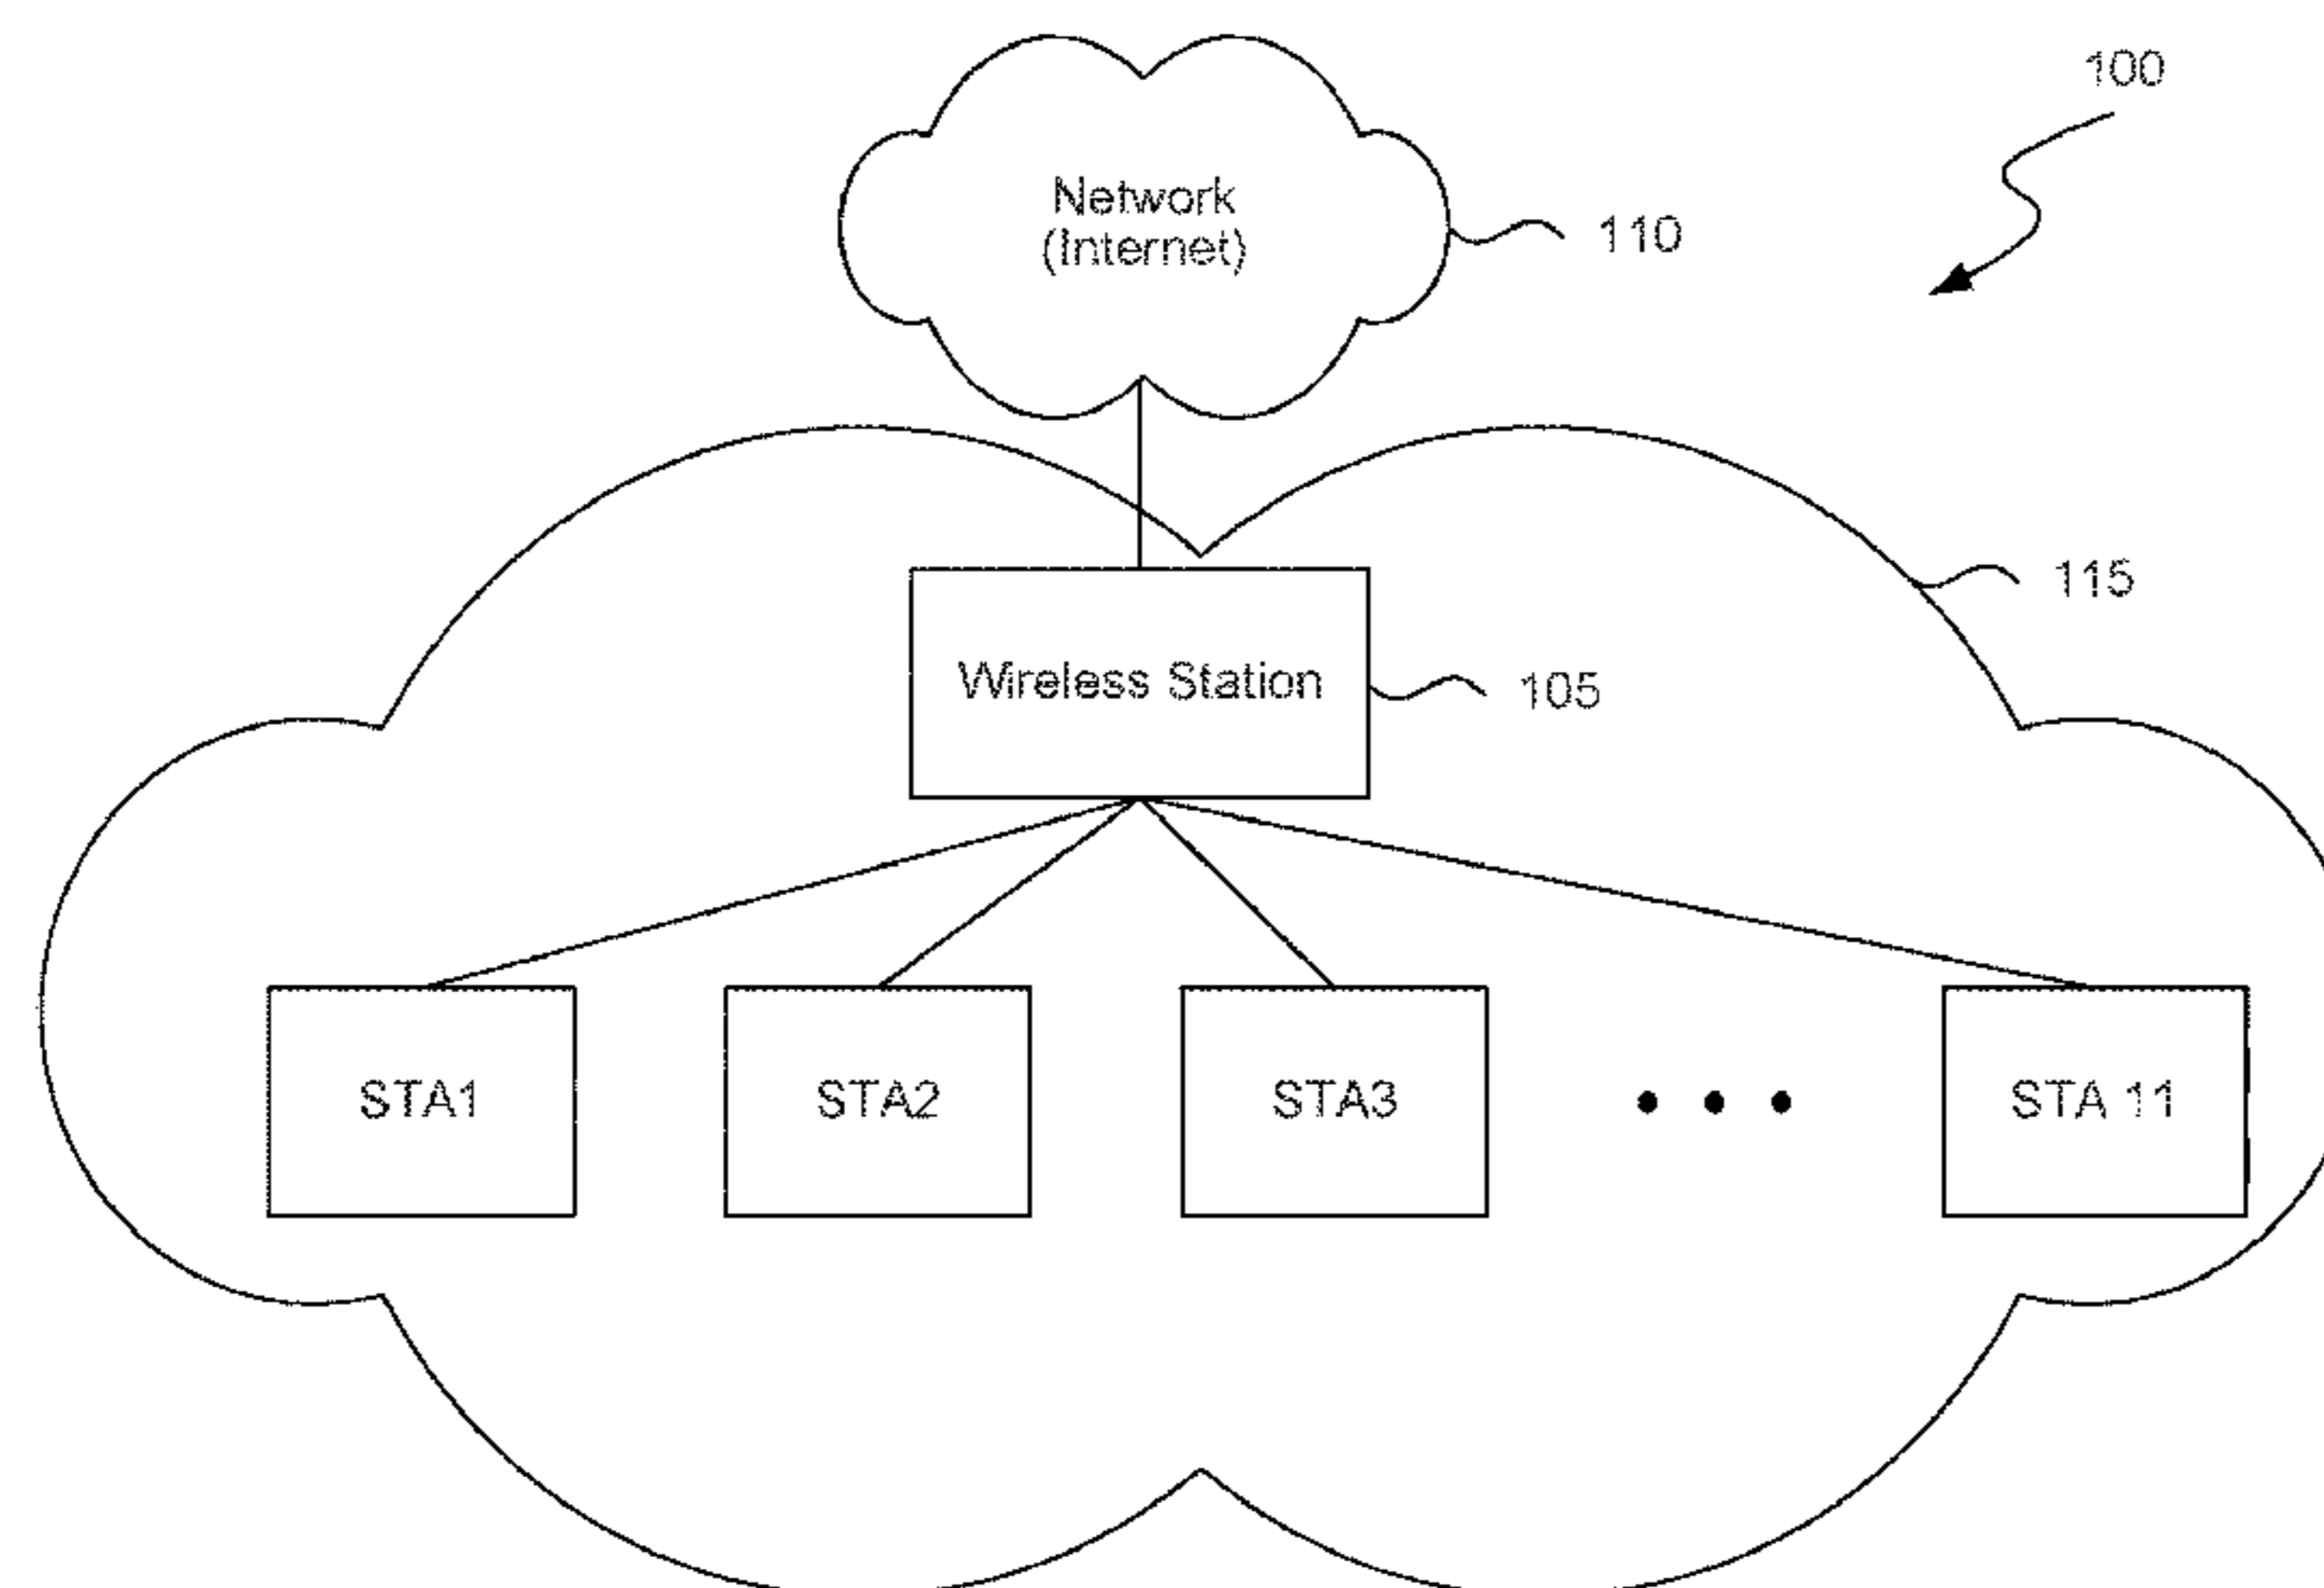 100
Network
(Internet)
110
115
Wireless Station
105
STA1
STA2
STA3
STA 11